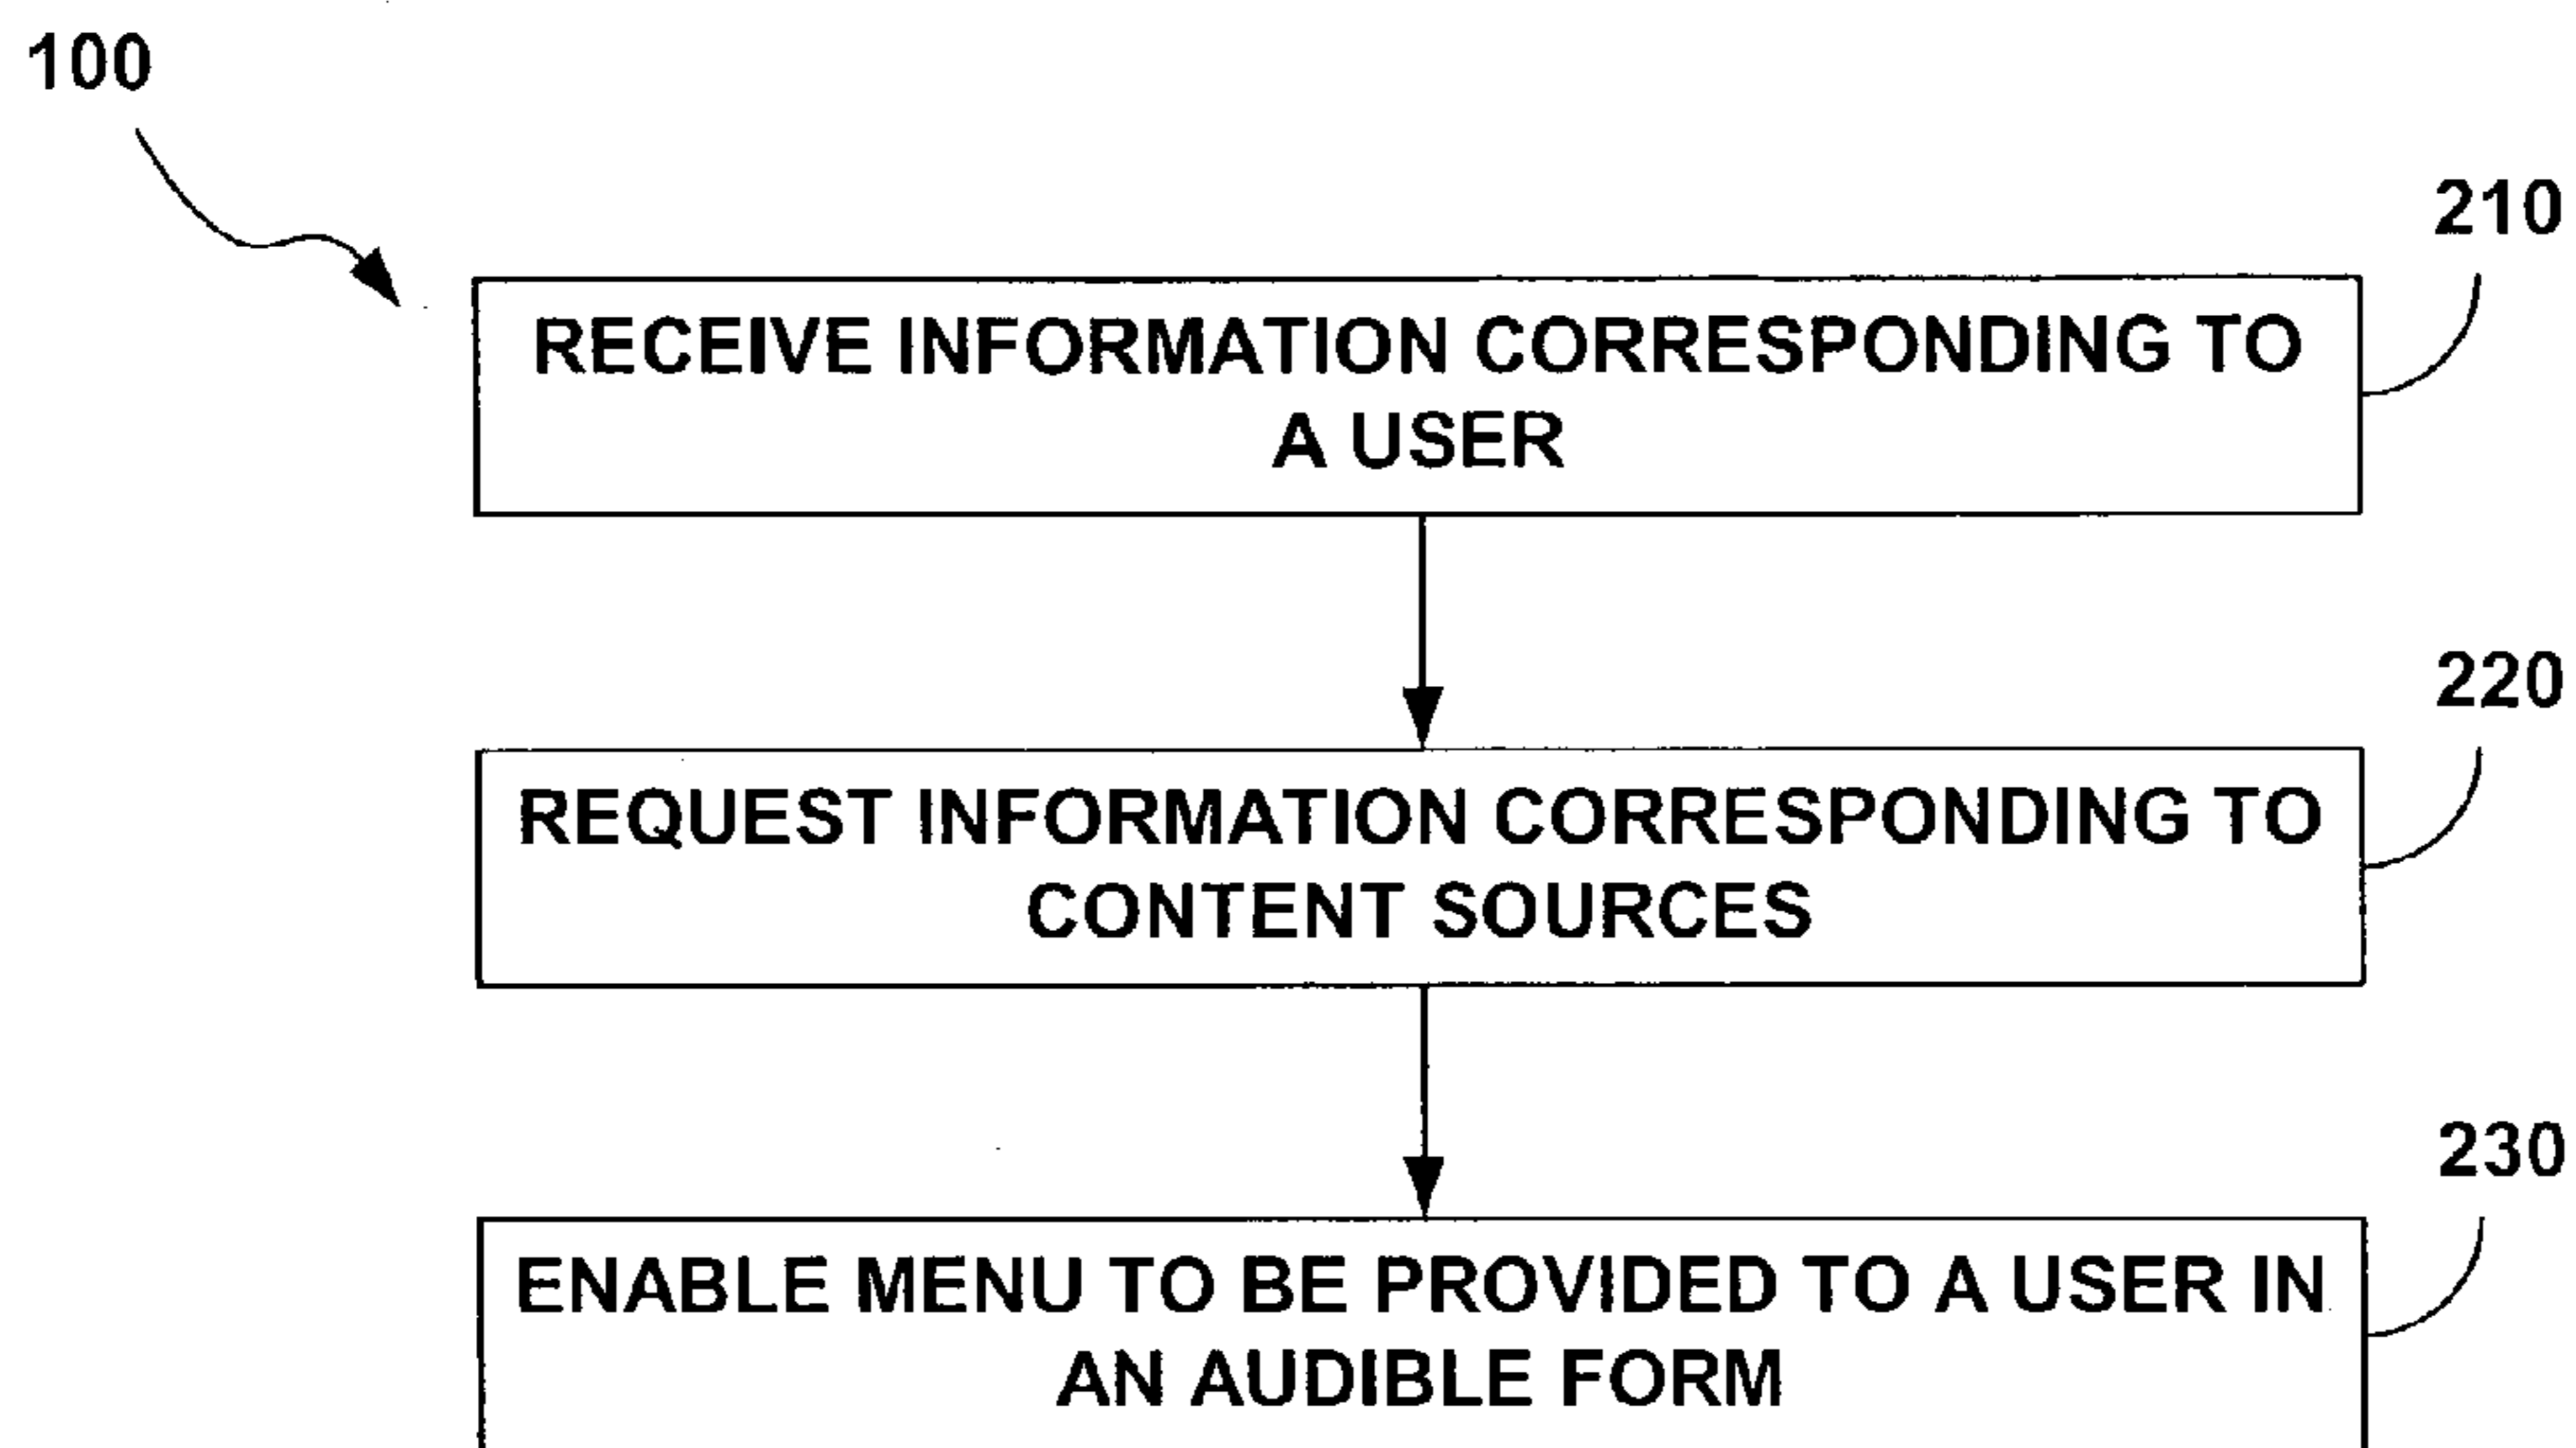 100
210
RECEIVE INFORMATION CORRESPONDING TO
A USER
220
REQUEST INFORMATION CORRESPONDING TO
CONTENT SOURCES
230
ENABLE MENU TO BE PROVIDED TO A USER IN
AN AUDIBLE FORM